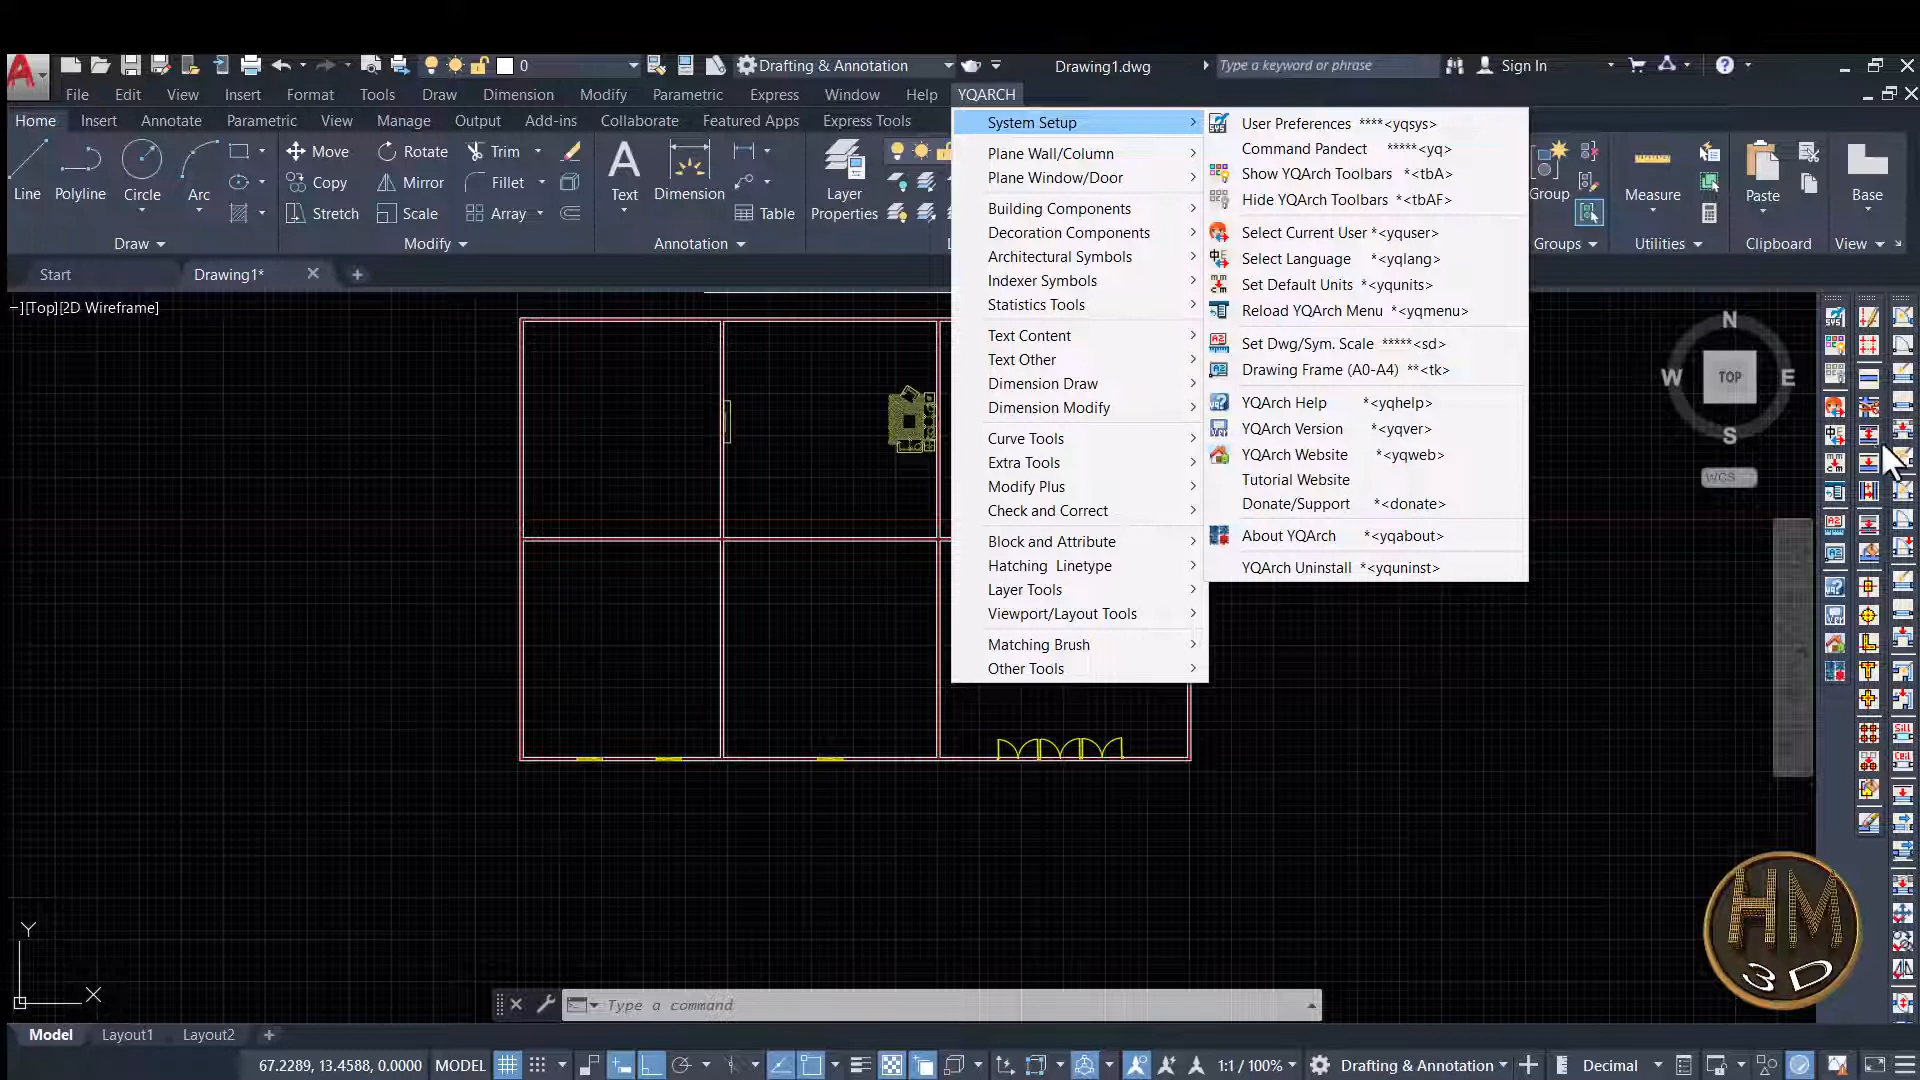 0
Drafting & Annotation
Drawing1.dwg
Type a keyword or phrase
Sign In
File Edit View Insert Format Tools Draw Dimension Modify Parametric Express Window Help YQARCH
Home Insert Annotate Parametric View Manage Output Add-ins Collaborate Featured Apps Express Tools
Line
Polyline
Circle
Arc
Move
Rotate
Trim
Copy
Mirror
Fillet
Stretch
Scale
Array
Text
Dimension
Table
Layer
Properties
Group
Measure
Paste
Base
Draw
Modify
Annotation
Groups
Utilities
Clipboard
View
Start
Drawing1*
−][Top][2D Wireframe]
System Setup
Plane Wall/Column
Plane Window/Door
Building Components
Decoration Components
Architectural Symbols
Indexer Symbols
Statistics Tools
Text Content
Text Other
Dimension Draw
Dimension Modify
Curve Tools
Extra Tools
Modify Plus
Check and Correct
Block and Attribute
Hatching Linetype
Layer Tools
Viewport/Layout Tools
Matching Brush
Other Tools
User Preferences ****<yqsys>
Command Pandect *****<yq>
Show YQArch Toolbars *<tbA>
Hide YQArch Toolbars *<tbAF>
Select Current User *<yquser>
Select Language *<yqlang>
Set Default Units *<yqunits>
Reload YQArch Menu *<yqmenu>
Set Dwg/Sym. Scale *****<sd>
Drawing Frame (A0-A4) **<tk>
YQArch Help *<yqhelp>
YQArch Version *<yqver>
YQArch Website *<yqweb>
Tutorial Website
Donate/Support *<donate>
About YQArch *<yqabout>
YQArch Uninstall *<yquninst>
N
W TOP E
S
WCS
Sill
Ceil
HM
3D
Y
X
Type a command
Model Layout1 Layout2
67.2289, 13.4588, 0.0000 MODEL
1:1 / 100%
Drafting & Annotation
Decimal